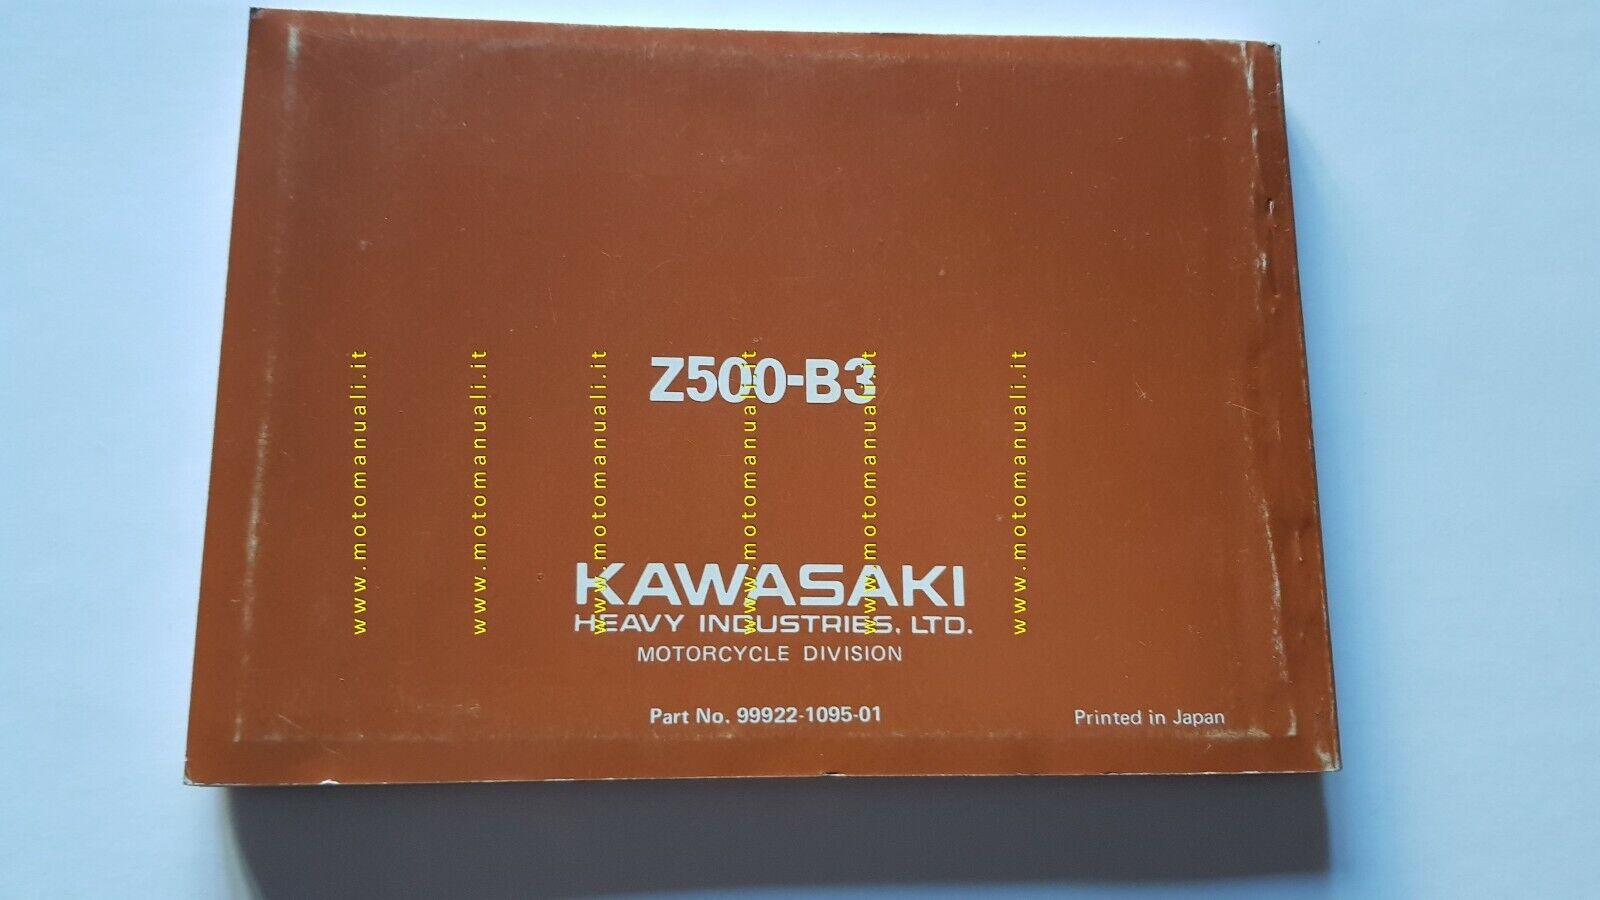 Z500-B3
www.motomanuali.it
www.motomanuali.it
www.motomanuali.it
www.motomanuali.it
www.motomanuali.it
www.motomanuali.it
KAWASAKI
HEAVY INDUSTRIES, LTD.
MOTORCYCLE DIVISION
Part No. 99922-1095-01
Printed in Japan